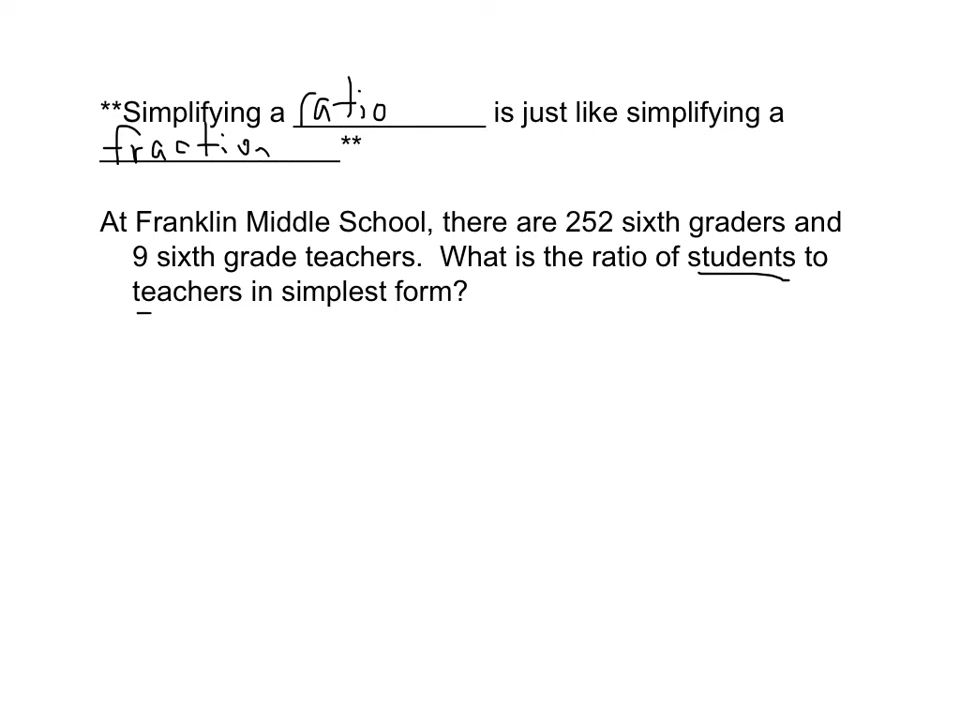 **Simplifying a ratio is just like simplifying a
fraction**
At Franklin Middle School, there are 252 sixth graders and
9 sixth grade teachers. What is the ratio of students to
teachers in simplest form?